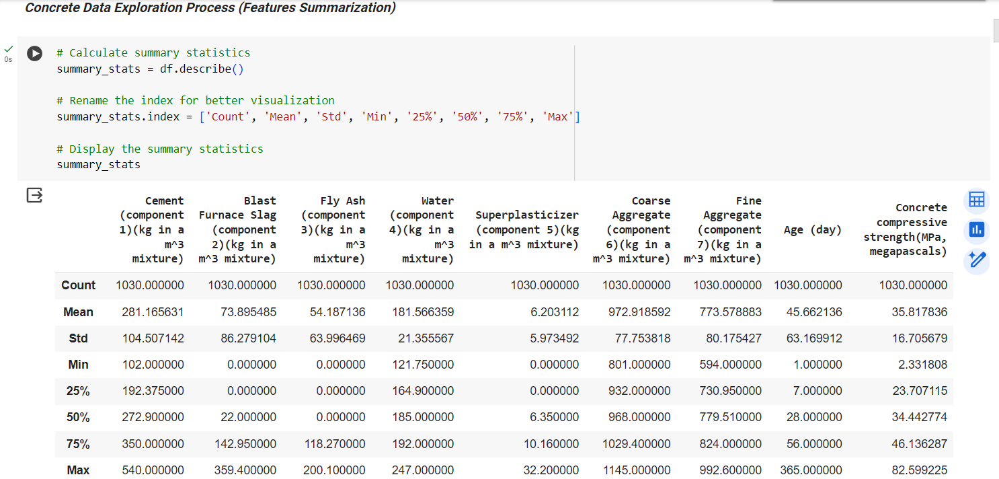 Concrete Data Exploration Process (Features Summarization)
0s
# Calculate summary statistics
summary_stats = df.describe()
# Rename the index for better visualization
summary_stats.index = ['Count', 'Mean', 'Std', 'Min', '25%', '50%', '75%', 'Max']
# Display the summary statistics
summary_stats
Cement (component 1)(kg in a m^3 mixture) Blast Furnace Slag (component 2)(kg in a m^3 mixture) Fly Ash (component 3)(kg in a m^3 mixture) Water (component 4)(kg in a m^3 mixture) Superplasticizer (component 5)(kg in a m^3 mixture) Coarse Aggregate (component 6)(kg in a m^3 mixture) Fine Aggregate (component 7)(kg in a m^3 mixture) Age (day) Concrete compressive strength(MPa, megapascals)
Count 1030.000000 1030.000000 1030.000000 1030.000000 1030.000000 1030.000000 1030.000000 1030.000000 1030.000000
Mean 281.165631 73.895485 54.187136 181.566359 6.203112 972.918592 773.578883 45.662136 35.817836
Std 104.507142 86.279104 63.996469 21.355567 5.973492 77.753818 80.175427 63.169912 16.705679
Min 102.000000 0.000000 0.000000 121.750000 0.000000 801.000000 594.000000 1.000000 2.331808
25% 192.375000 0.000000 0.000000 164.900000 0.000000 932.000000 730.950000 7.000000 23.707115
50% 272.900000 22.000000 0.000000 185.000000 6.350000 968.000000 779.510000 28.000000 34.442774
75% 350.000000 142.950000 118.270000 192.000000 10.160000 1029.400000 824.000000 56.000000 46.136287
Max 540.000000 359.400000 200.100000 247.000000 32.200000 1145.000000 992.600000 365.000000 82.599225